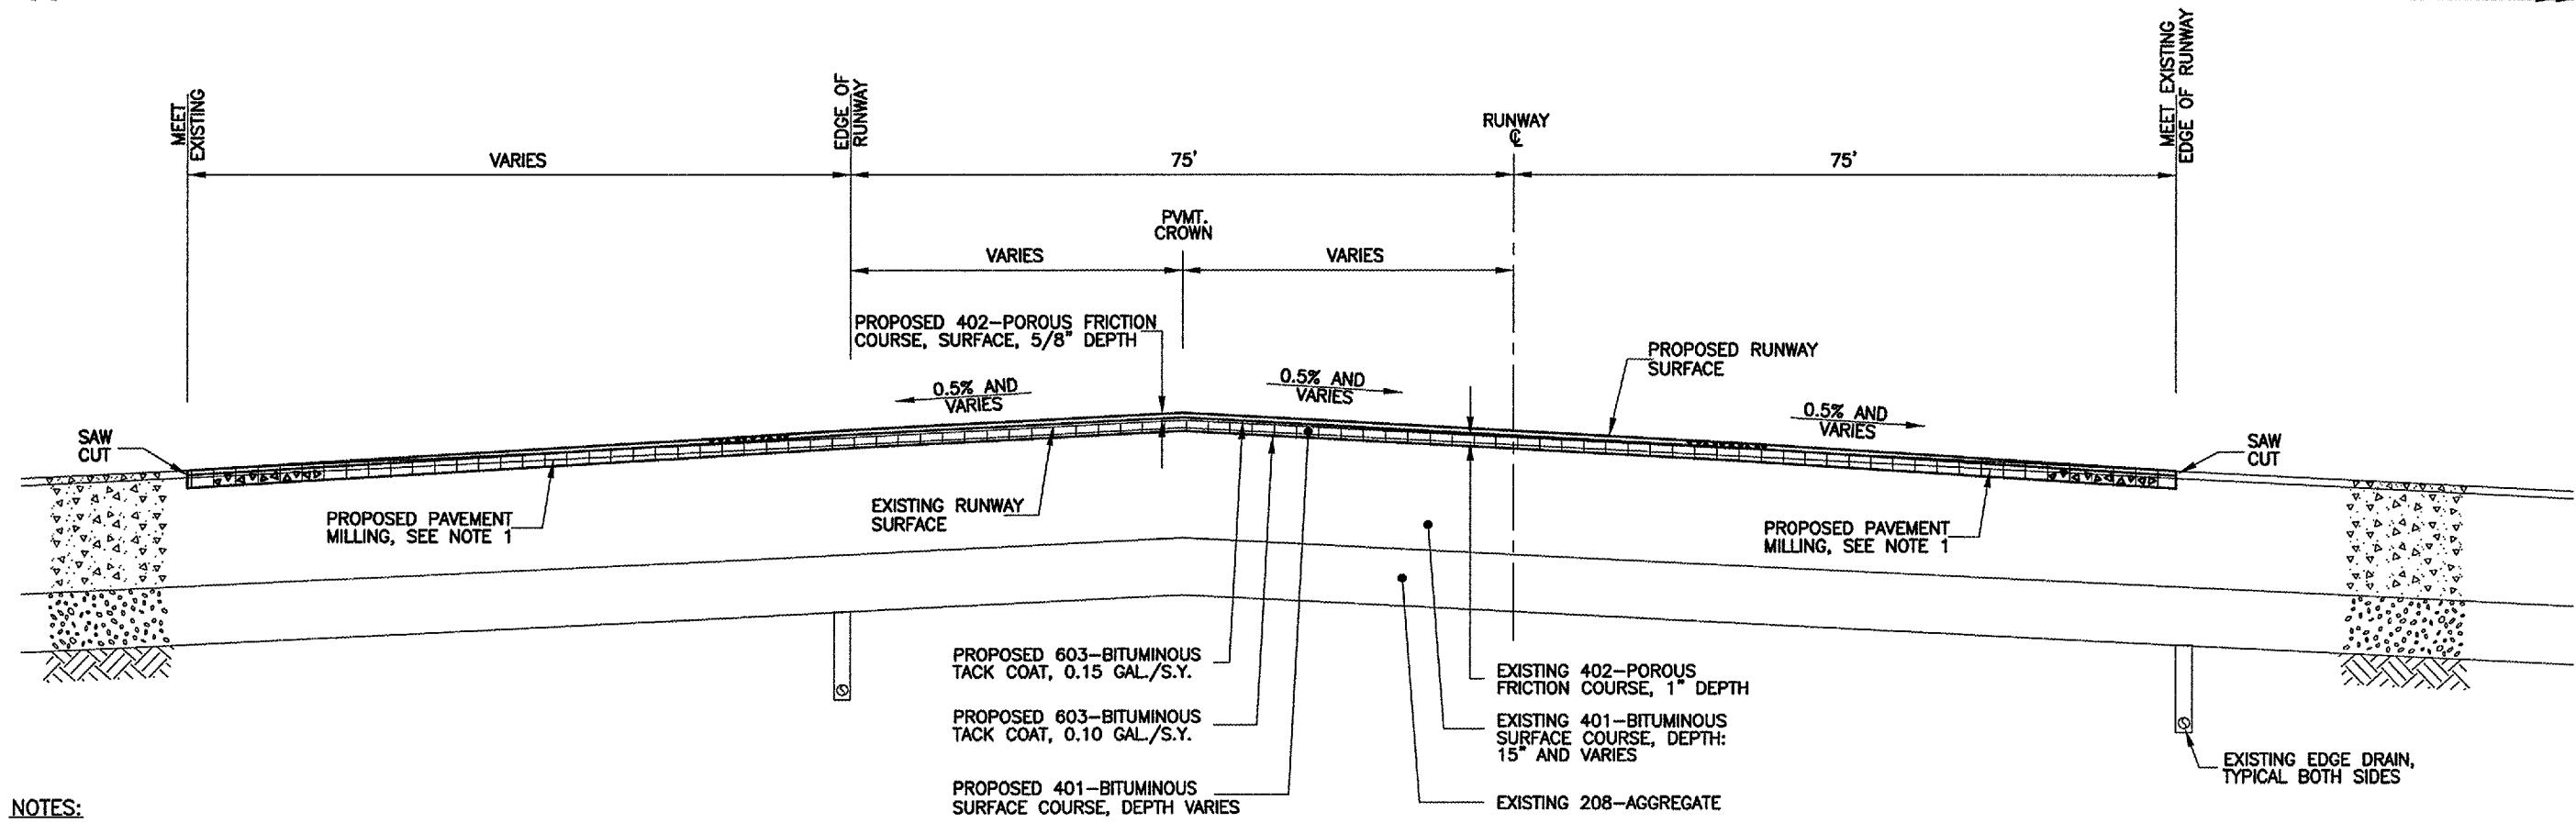 MEET
EXISTING
EDGE OF
RUNWAY
RUNWAY
℄
MEET EXISTING
EDGE OF RUNWAY
VARIES
75'
75'
PVMT.
CROWN
VARIES
VARIES
PROPOSED 402-POROUS FRICTION
COURSE, SURFACE, 5/8" DEPTH
PROPOSED RUNWAY
SURFACE
0.5% AND
VARIES
0.5% AND
VARIES
0.5% AND
VARIES
SAW
CUT
SAW
CUT
PROPOSED PAVEMENT
MILLING, SEE NOTE 1
EXISTING RUNWAY
SURFACE
PROPOSED PAVEMENT
MILLING, SEE NOTE 1
PROPOSED 603-BITUMINOUS
TACK COAT, 0.15 GAL./S.Y.
PROPOSED 603-BITUMINOUS
TACK COAT, 0.10 GAL./S.Y.
PROPOSED 401-BITUMINOUS
SURFACE COURSE, DEPTH VARIES
EXISTING 402-POROUS
FRICTION COURSE, 1" DEPTH
EXISTING 401-BITUMINOUS
SURFACE COURSE, DEPTH:
15" AND VARIES
EXISTING 208-AGGREGATE
EXISTING EDGE DRAIN,
TYPICAL BOTH SIDES
NOTES: